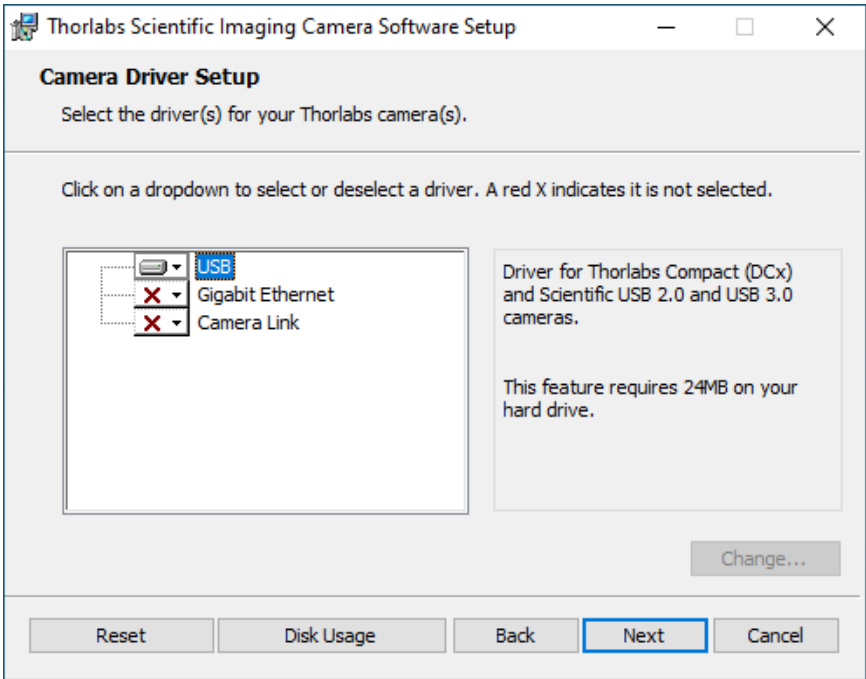 Thorlabs Scientific Imaging Camera Software Setup
Camera Driver Setup
Select the driver(s) for your Thorlabs camera(s).
Click on a dropdown to select or deselect a driver. A red X indicates it is not selected.
USB
Gigabit Ethernet
Camera Link
Driver for Thorlabs Compact (DCx)
and Scientific USB 2.0 and USB 3.0
cameras.
This feature requires 24MB on your
hard drive.
Change...
Reset
Disk Usage
Back
Next
Cancel